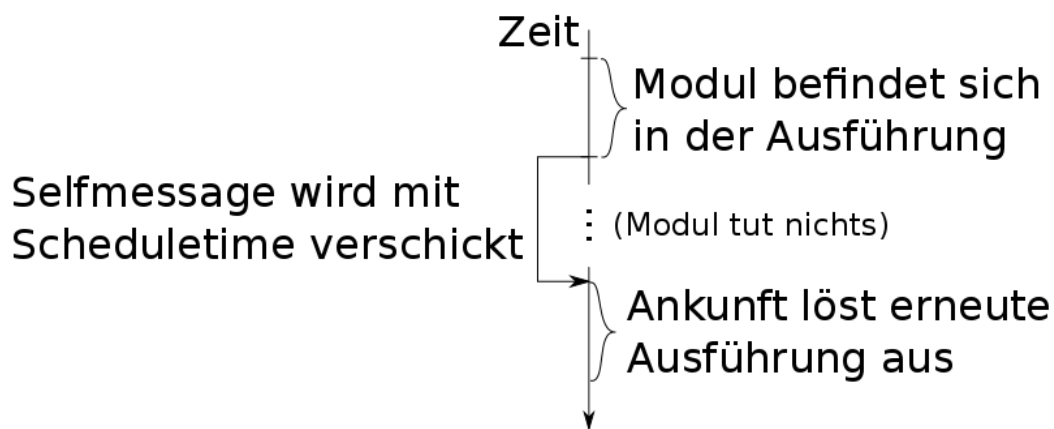 Zeit
Modul befindet sich
in der Ausführung
Selfmessage wird mit
Scheduletime verschickt
(Modul tut nichts)
Ankunft löst erneute
Ausführung aus